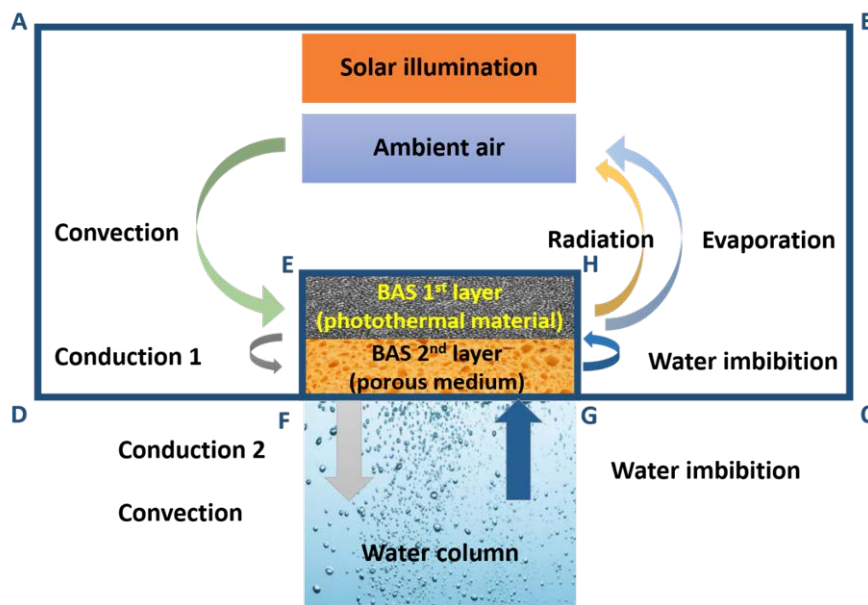 A
Solar illumination
Ambient air
Convection
Radiation
Evaporation
E
H
BAS 1st layer
(photothermal material)
Conduction 1
BAS 2nd layer
(porous medium)
Water imbibition
D
F
G
C
Conduction 2
Water imbibition
Convection
Water column